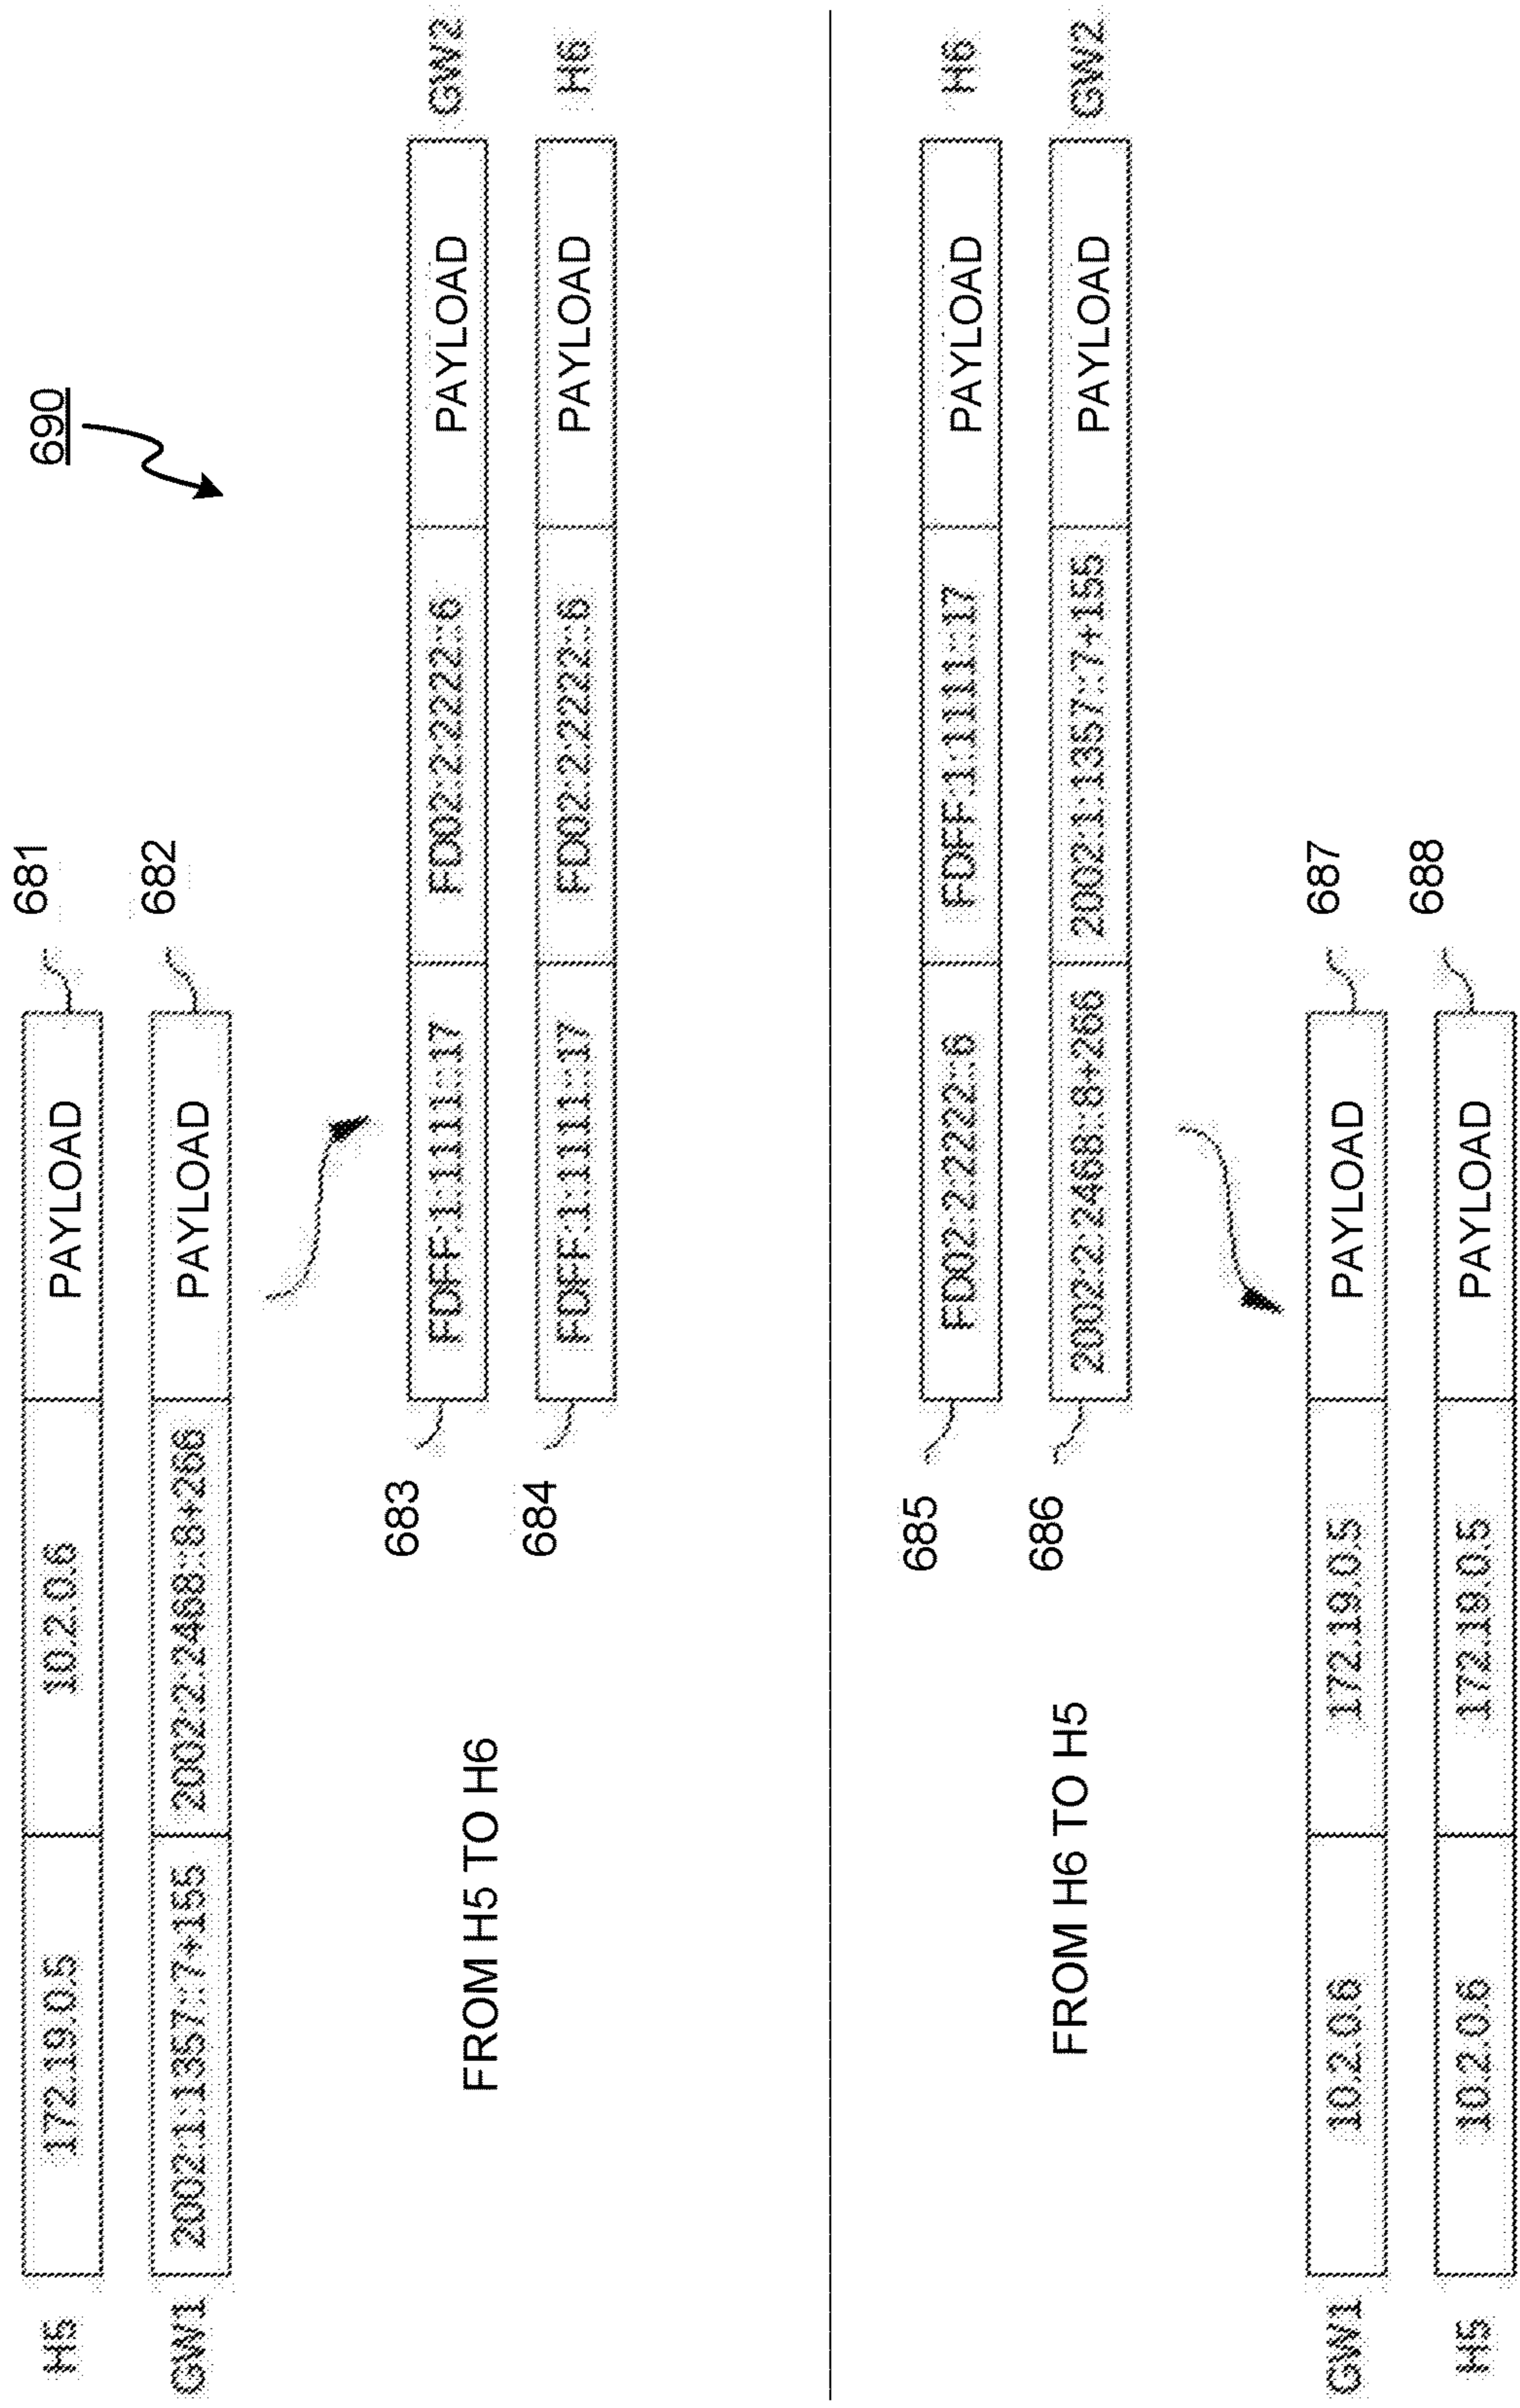 690
H5 172.19.0.5 10.2.0.6 PAYLOAD 681
GW1 2002:1:1357::7+155 2002:2:2468::8+266 PAYLOAD 682
683 FDFF:1:1111::17 FD02:2:2222::6 PAYLOAD GW2
FROM H5 TO H6
684 FDFF:1:1111::17 FD02:2:2222::6 PAYLOAD H6
685 FD02:2:2222::6 FDFF:1:1111::17 PAYLOAD H6
FROM H6 TO H5
686 2002:2:2468::8+266 2002:1:1357::7+155 PAYLOAD GW2
GW1 10.2.0.6 172.19.0.5 PAYLOAD 687
H5 10.2.0.6 172.19.0.5 PAYLOAD 688